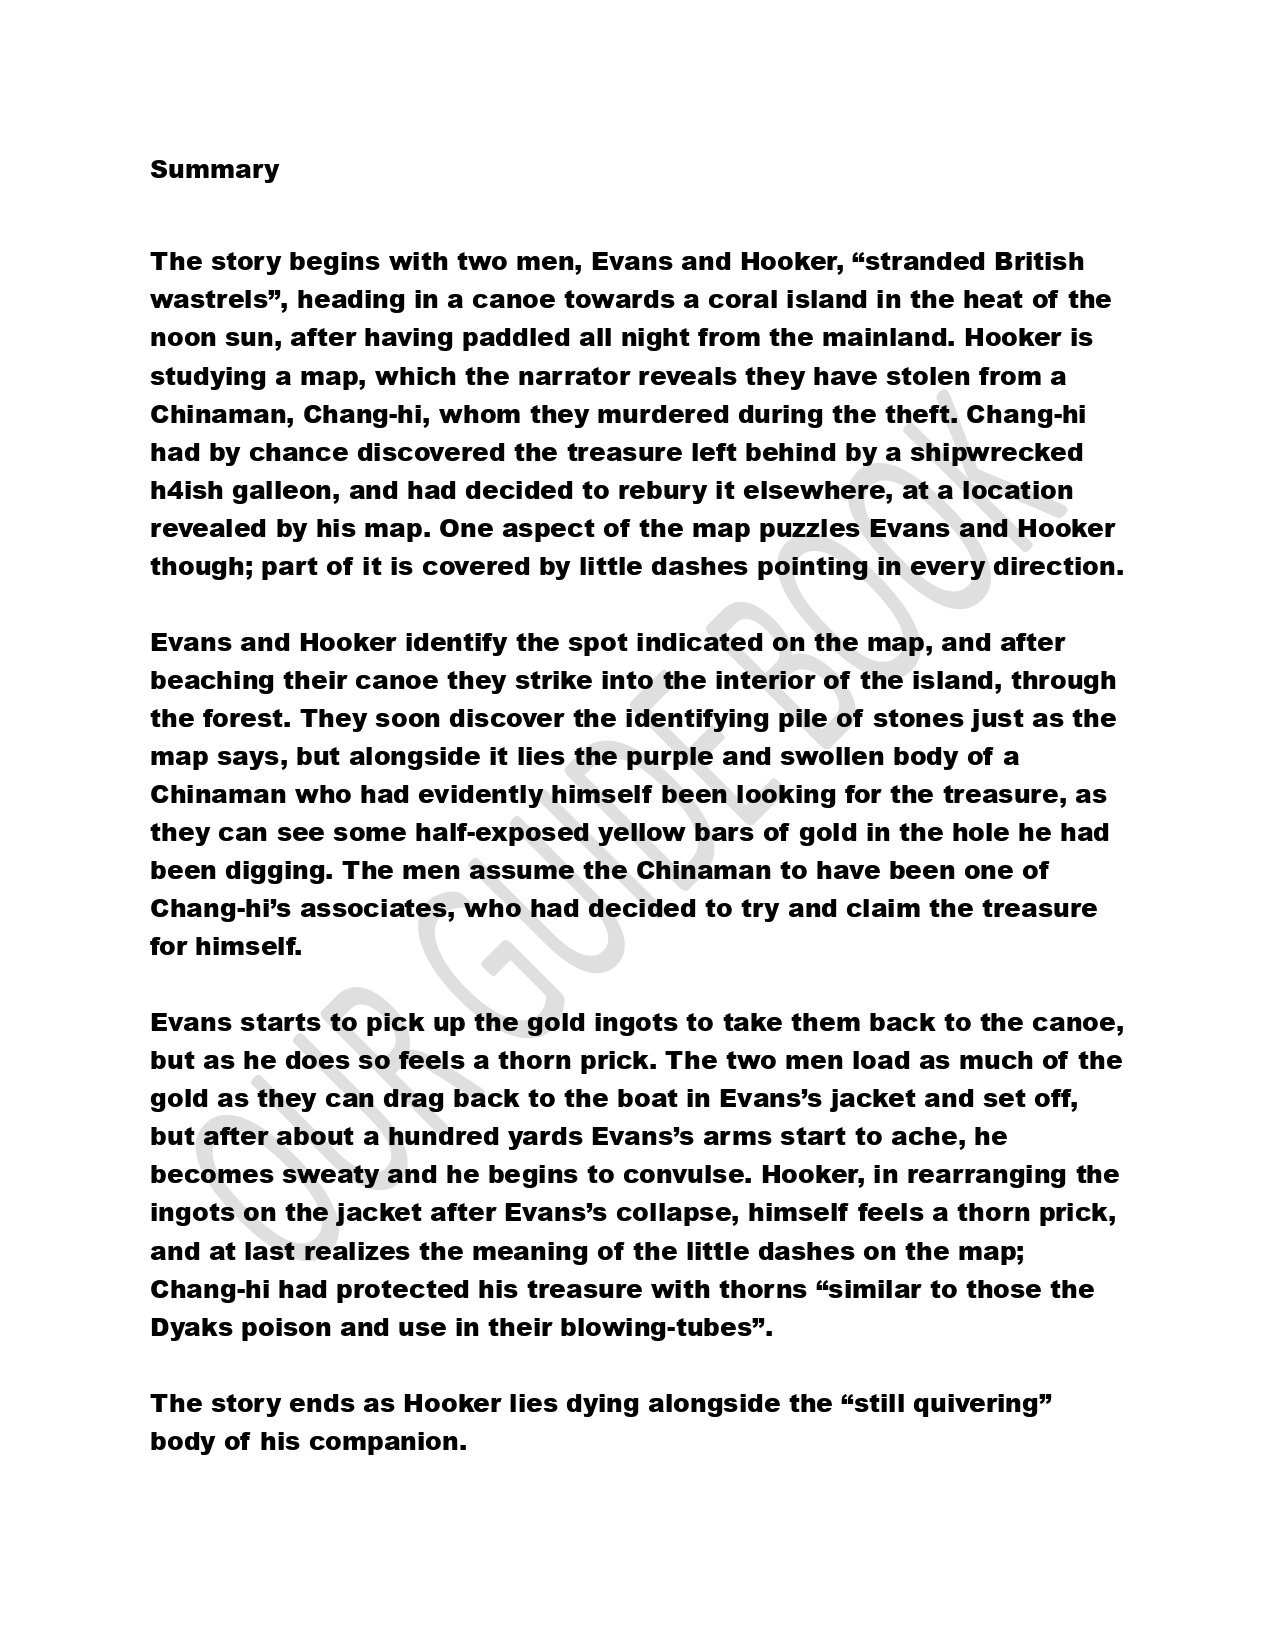 Summary
The story begins with two men, Evans and Hooker, “stranded British
wastrels”, heading in a canoe towards a coral island in the heat of the
noon sun, after having paddled all night from the mainland. Hooker is
studying a map, which the narrator reveals they have stolen from a
Chinaman, Chang-hi, whom they murdered during the theft. Chang-hi
had by chance discovered the treasure left behind by a shipwrecked
h4ish galleon, and had decided to rebury it elsewhere, at a location
revealed by his map. One aspect of the map puzzles Evans and Hooker
though; part of it is covered by little dashes pointing in every direction.
Evans and Hooker identify the spot indicated on the map, and after
beaching their canoe they strike into the interior of the island, through
the forest. They soon discover the identifying pile of stones just as the
map says, but alongside it lies the purple and swollen body of a
Chinaman who had evidently himself been looking for the treasure, as
they can see some half-exposed yellow bars of gold in the hole he had
been digging. The men assume the Chinaman to have been one of
Chang-hi’s associates, who had decided to try and claim the treasure
for himself.
Evans starts to pick up the gold ingots to take them back to the canoe,
but as he does so feels a thorn prick. The two men load as much of the
gold as they can drag back to the boat in Evans’s jacket and set off,
but after about a hundred yards Evans’s arms start to ache, he
becomes sweaty and he begins to convulse. Hooker, in rearranging the
ingots on the jacket after Evans’s collapse, himself feels a thorn prick,
and at last realizes the meaning of the little dashes on the map;
Chang-hi had protected his treasure with thorns “similar to those the
Dyaks poison and use in their blowing-tubes”.
The story ends as Hooker lies dying alongside the “still quivering”
body of his companion.
OUR GUIDE BOOK